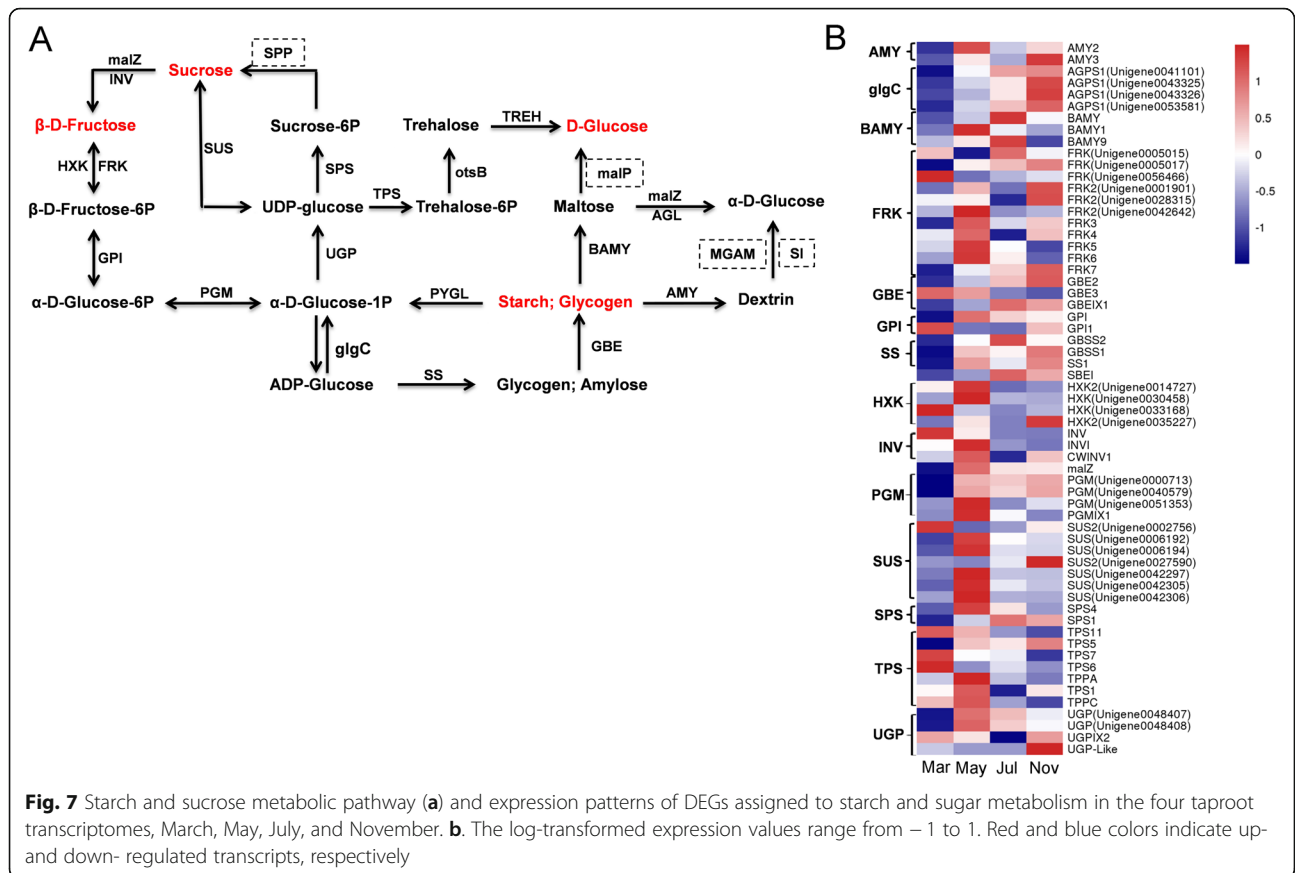 A
malZ
INV
Sucrose
SPP
β-D-Fructose
SUS
Sucrose-6P
Trehalose
TREH
D-Glucose
HXK
FRK
SPS
otsB
malP
β-D-Fructose-6P
UDP-glucose
TPS
Trehalose-6P
Maltose
malZ
AGL
α-D-Glucose
GPI
UGP
BAMY
MGAM
SI
α-D-Glucose-6P
PGM
α-D-Glucose-1P
PYGL
Starch; Glycogen
AMY
Dextrin
glgC
GBE
ADP-Glucose
SS
Glycogen; Amylose
B
AMY
glgC
BAMY
FRK
GBE
GPI
SS
HXK
INV
PGM
SUS
SPS
TPS
UGP
AMY2
AMY3
AGPS1(Unigene0041101)
AGPS1(Unigene0043325)
AGPS1(Unigene0043326)
AGPS1(Unigene0053581)
BAMY
BAMY1
BAMY9
FRK(Unigene0005015)
FRK(Unigene0005017)
FRK(Unigene0056466)
FRK2(Unigene0001901)
FRK2(Unigene0028315)
FRK2(Unigene0042642)
FRK3
FRK4
FRK5
FRK6
FRK7
GBE2
GBE3
GBEIX1
GPI
GPI1
GBSS2
GBSS1
SS1
SBEI
HXK2(Unigene0014727)
HXK(Unigene0030458)
HXK(Unigene0033168)
HXK2(Unigene0035227)
INV
INVI
CWINV1
malZ
PGM(Unigene0000713)
PGM(Unigene0040579)
PGM(Unigene0051353)
PGMIX1
SUS2(Unigene0002756)
SUS(Unigene0006192)
SUS(Unigene0006194)
SUS2(Unigene0027590)
SUS(Unigene0042297)
SUS(Unigene0042305)
SUS(Unigene0042306)
SPS4
SPS1
TPS11
TPS5
TPS7
TPS6
TPPA
TPS1
TPPC
UGP(Unigene0048407)
UGP(Unigene0048408)
UGPIX2
UGP-Like
Mar May Jul Nov
1
0.5
0
-0.5
-1
Fig. 7 Starch and sucrose metabolic pathway (a) and expression patterns of DEGs assigned to starch and sugar metabolism in the four taproot
transcriptomes, March, May, July, and November. b. The log-transformed expression values range from − 1 to 1. Red and blue colors indicate up-
and down- regulated transcripts, respectively